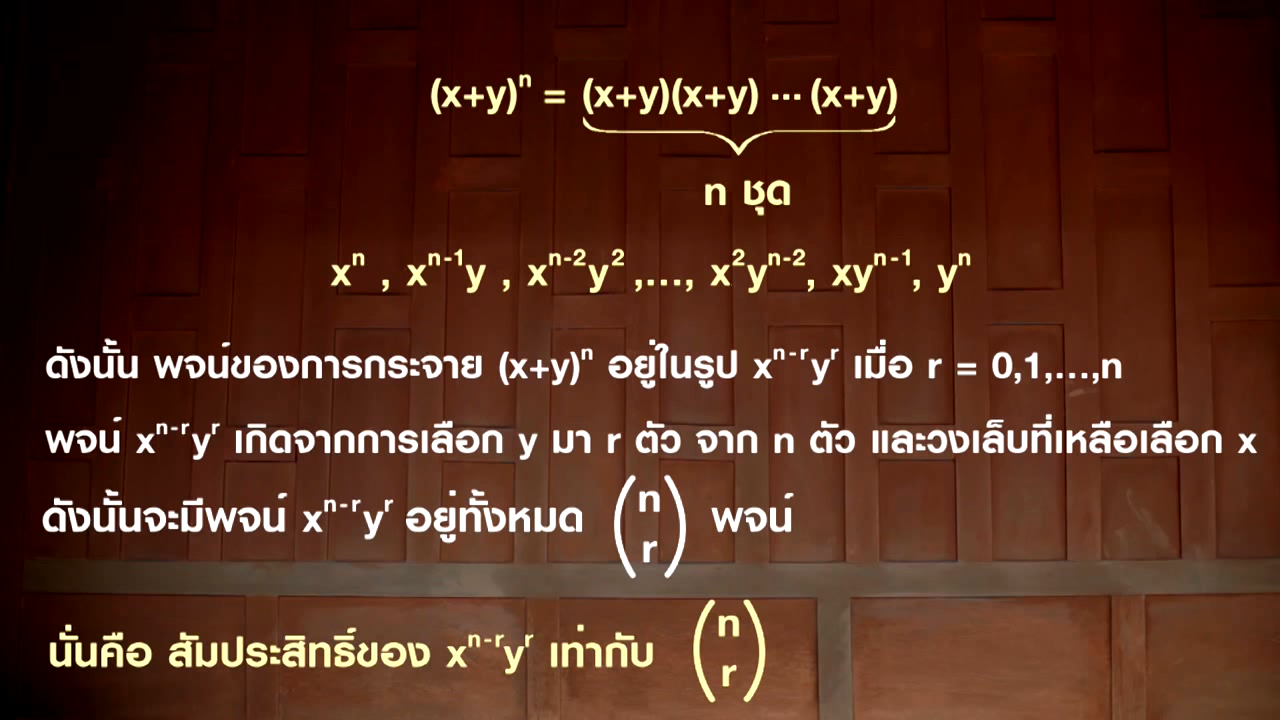 (x+y)ⁿ = (x+y)(x+y) ··· (x+y)
n ชุด
xⁿ , xⁿ⁻¹y , xⁿ⁻²y² ,..., x²yⁿ⁻², xyⁿ⁻¹, yⁿ
ดังนั้น พจน์ของการกระจาย (x+y)ⁿ อยู่ในรูป xⁿ⁻ʳyʳ เมื่อ r = 0,1,...,n
พจน์ xⁿ⁻ʳyʳ เกิดจากการเลือก y มา r ตัว จาก n ตัว และวงเล็บที่เหลือเลือก x
ดังนั้นจะมีพจน์ xⁿ⁻ʳyʳ อยู่ทั้งหมด (n r) พจน์
นั่นคือ สัมประสิทธิ์ของ xⁿ⁻ʳyʳ เท่ากับ (n r)